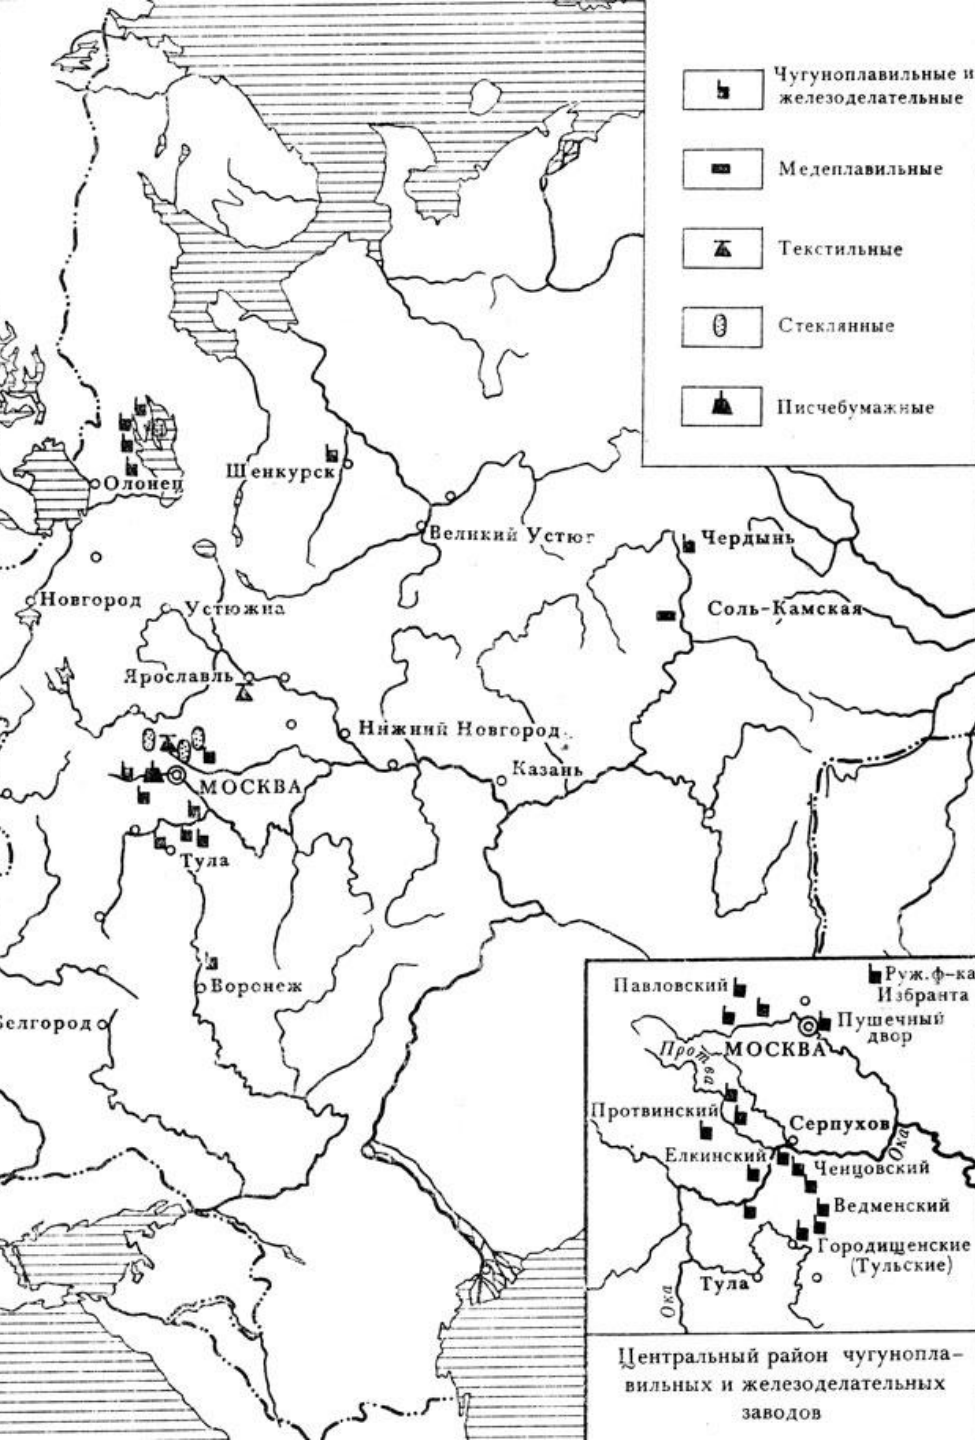 Чугуноплавильные и
железоделательные
Медеплавильные
Текстильные
Стеклянные
Писчебумажные
Олонец
Шенкурск
Великий Устюг
Чердынь
Новгород
Устюжна
Соль-Камская
Ярославль
Нижний Новгород
Казань
МОСКВА
Тула
Воронеж
Белгород
Павловский
Руж. ф-ка
Избранта
Пушечный
двор
МОСКВА
Протва
Протвинский
Серпухов
Ока
Елкинский
Ченцовский
Ведменский
Городищенские
(Тульские)
Тула
Ока
Центральный район чугунопла-
вильных и железоделательных
заводов